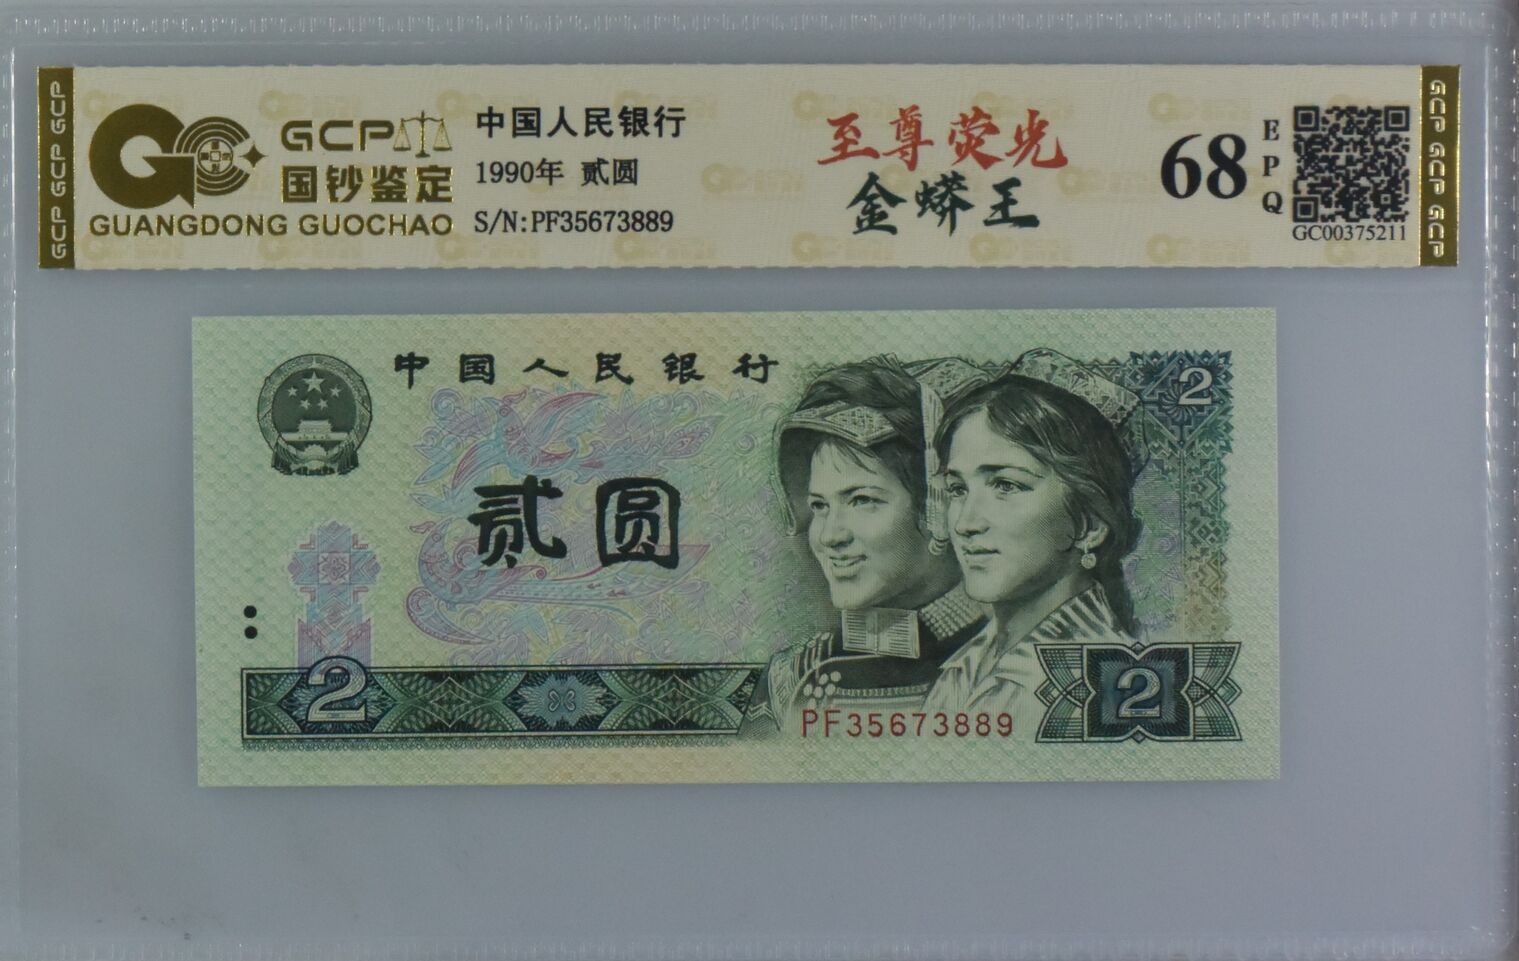 GCP GCP GCP
GCP
国钞鉴定
GUANGDONG GUOCHAO
中国人民银行
1990年 贰圆
S/N:PF35673889
至尊荧光
金蟒王
68
EPQ
GC00375211
GCP GCP GCP
中国人民银行
2
贰圆
2
PF35673889
2